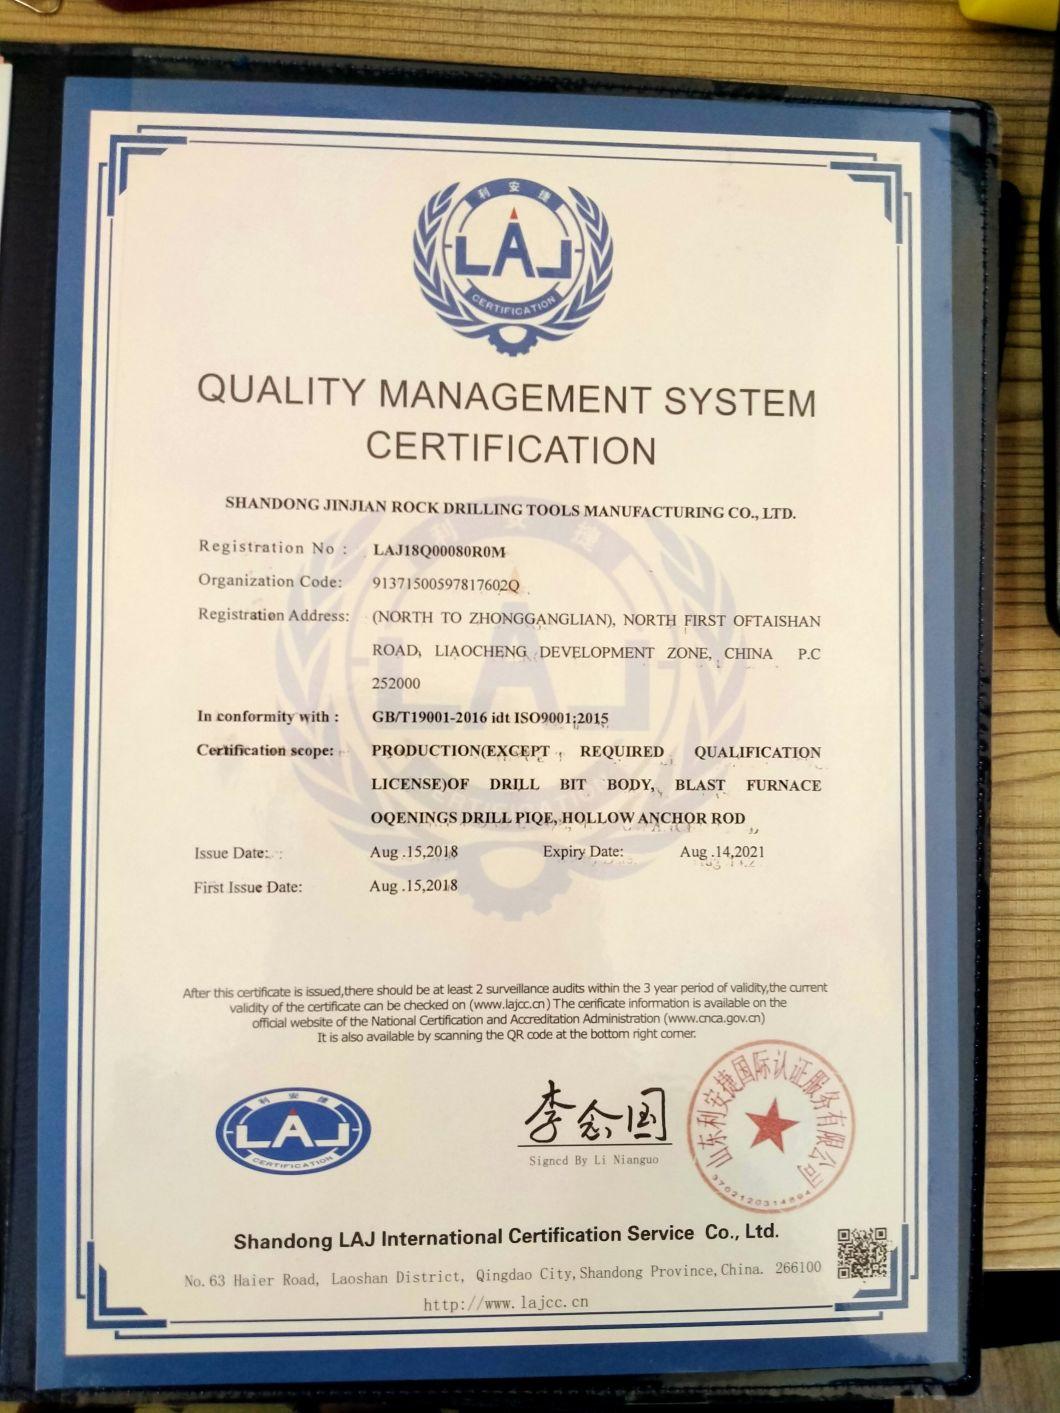 利安捷
LAJ
CERTIFICATION
QUALITY MANAGEMENT SYSTEM
CERTIFICATION
SHANDONG JINJIAN ROCK DRILLING TOOLS MANUFACTURING CO., LTD.
Registration No : LAJ18Q00080R0M
Organization Code: 91371500597817602Q
Registration Address: (NORTH TO ZHONGGANGLIAN), NORTH FIRST OFTAISHAN
ROAD, LIAOCHENG DEVELOPMENT ZONE, CHINA P.C
252000
In conformity with : GB/T19001-2016 idt ISO9001:2015
Certification scope: PRODUCTION(EXCEPT REQUIRED QUALIFICATION
LICENSE)OF DRILL BIT BODY, BLAST FURNACE
OQENINGS DRILL PIQE, HOLLOW ANCHOR ROD
Issue Date: Aug .15,2018 Expiry Date: Aug .14,2021
First Issue Date: Aug .15,2018
After this certificate is issued,there should be at least 2 surveillance audits within the 3 year period of validity,the current
validity of the certificate can be checked on (www.lajcc.cn) The cerificate information is available on the
official website of the National Certification and Accreditation Administration (www.cnca.gov.cn)
It is also available by scanning the QR code at the bottom right corner.
利安捷
LAJ
CERTIFICATION
李念国
Signed By Li Nianguo
山东利安捷国际认证服务有限公司
3702120314894
Shandong LAJ International Certification Service Co., Ltd.
No.63 Haier Road, Laoshan District, Qingdao City,Shandong Province,China. 266100
http://www.lajcc.cn